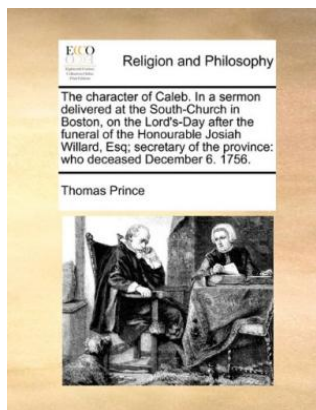 ECCO
Religion and Philosophy
The character of Caleb. In a sermon
delivered at the South-Church in
Boston, on the Lord's-Day after the
funeral of the Honourable Josiah
Willard, Esq; secretary of the province:
who deceased December 6. 1756.
Thomas Prince